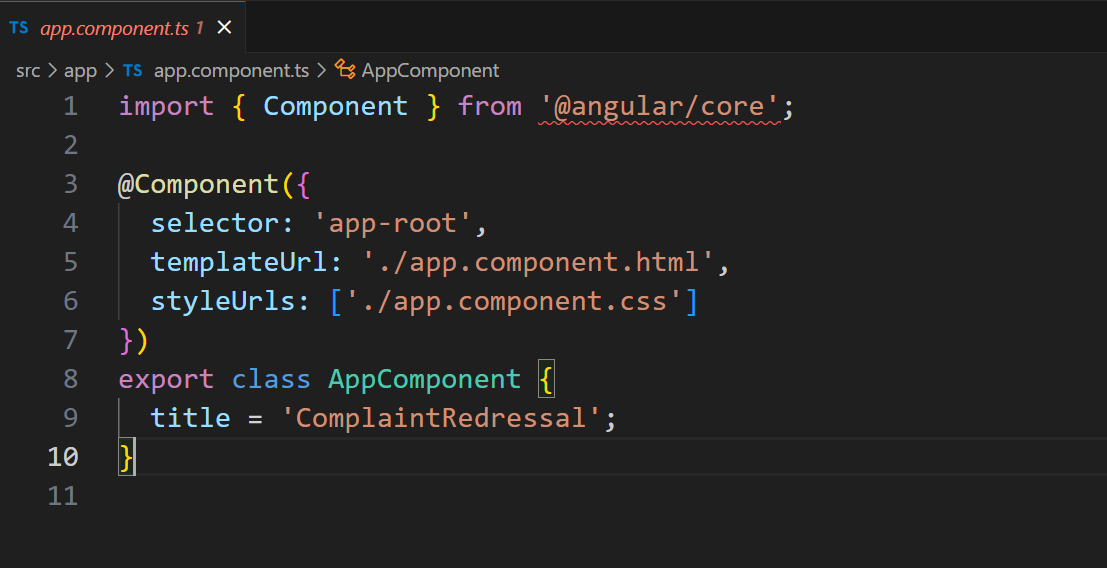 TS app.component.ts 1 ×
src > app > TS app.component.ts > AppComponent
1 import { Component } from '@angular/core';
2
3 @Component({
4   selector: 'app-root',
5   templateUrl: './app.component.html',
6   styleUrls: ['./app.component.css']
7 })
8 export class AppComponent {
9   title = 'ComplaintRedressal';
10 }
11